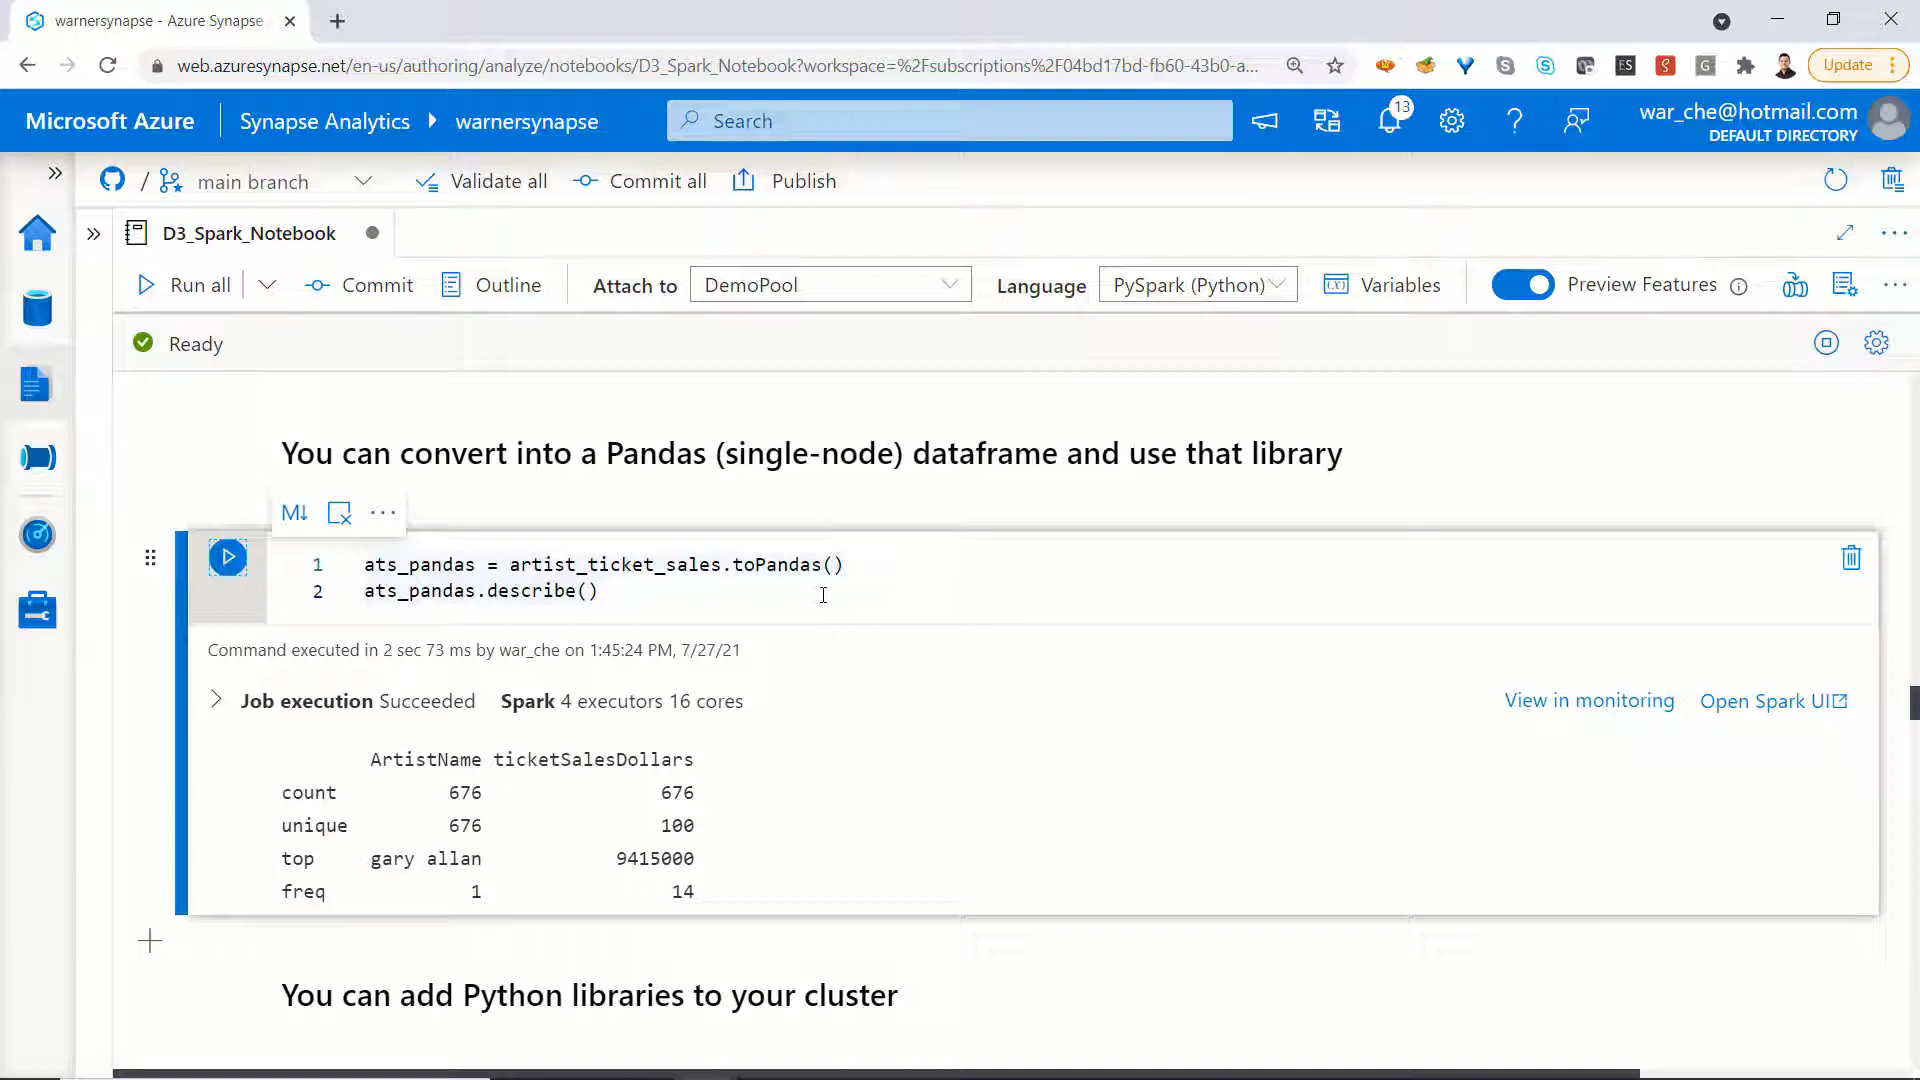 warnersynapse - Azure Synapse
web.azuresynapse.net/en-us/authoring/analyze/notebooks/D3_Spark_Notebook?workspace=%2Fsubscriptions%2F04bd17bd-fb60-43b0-a...
ES
S
G
Update
Microsoft Azure
Synapse Analytics
warnersynapse
Search
13
war_che@hotmail.com
DEFAULT DIRECTORY
/ main branch
Validate all
Commit all
Publish
D3_Spark_Notebook
Run all
Commit
Outline
Attach to
DemoPool
Language
PySpark (Python)
Variables
Preview Features
Ready
You can convert into a Pandas (single-node) dataframe and use that library
M↓
1 ats_pandas = artist_ticket_sales.toPandas()
2 ats_pandas.describe()
Command executed in 2 sec 73 ms by war_che on 1:45:24 PM, 7/27/21
Job execution Succeeded Spark 4 executors 16 cores
View in monitoring
Open Spark UI
ArtistName ticketSalesDollars
count 676 676
unique 676 100
top gary allan 9415000
freq 1 14
You can add Python libraries to your cluster